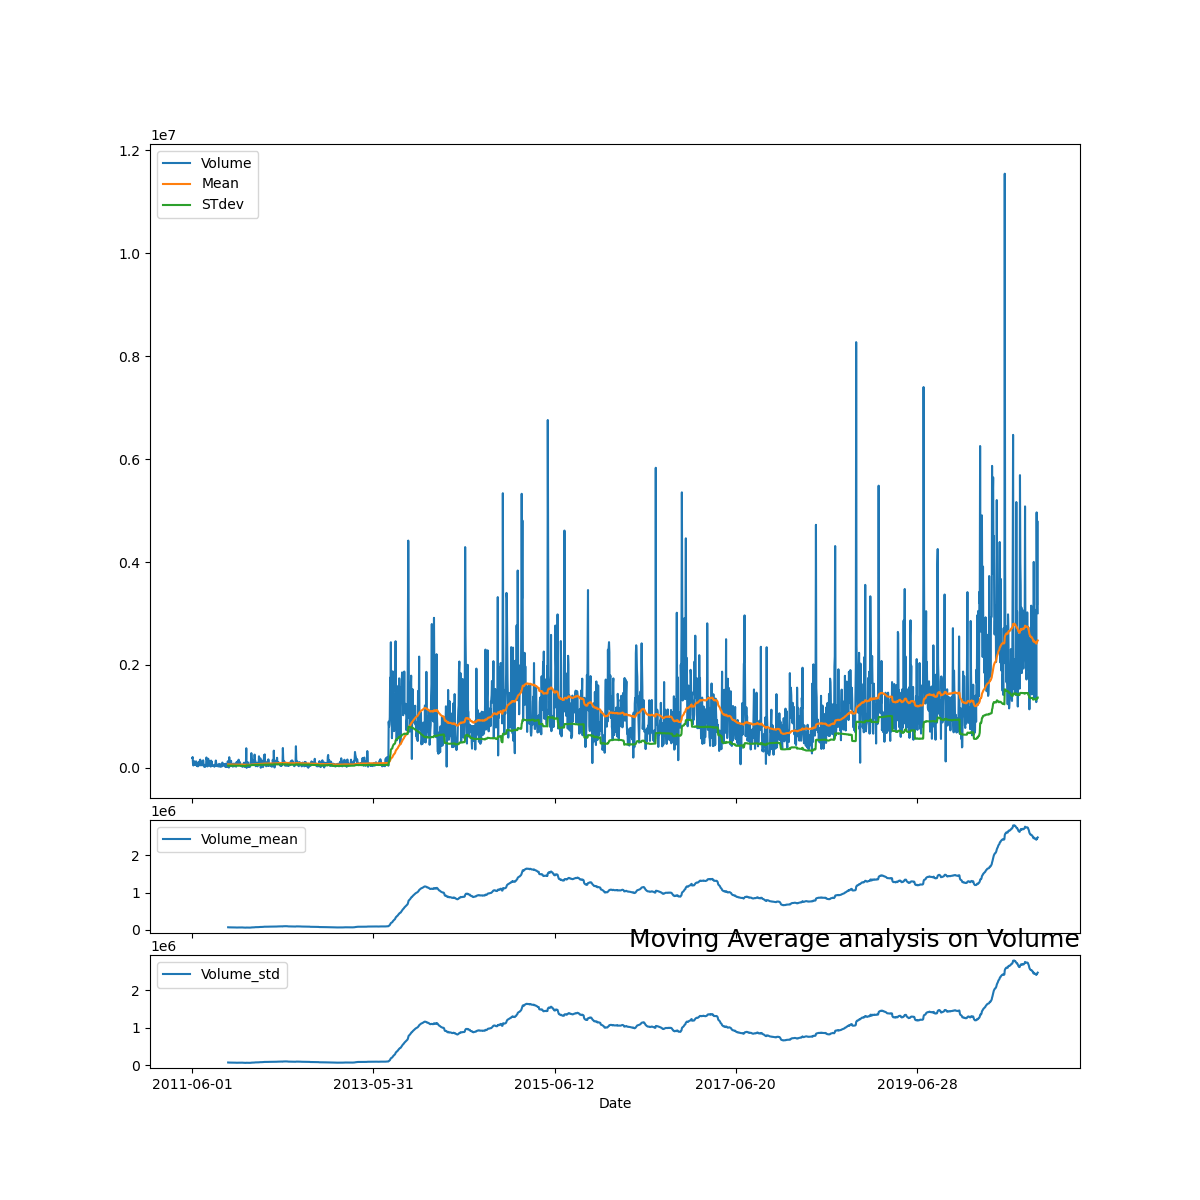 1e7
1.2
1.0
0.8
0.6
0.4
0.2
0.0
Volume
Mean
STdev
1e6
2
1
0
Volume_mean
Moving Average analysis on Volume
1e6
2
1
0
Volume_std
2011-06-01 2013-05-31 2015-06-12 2017-06-20 2019-06-28
Date